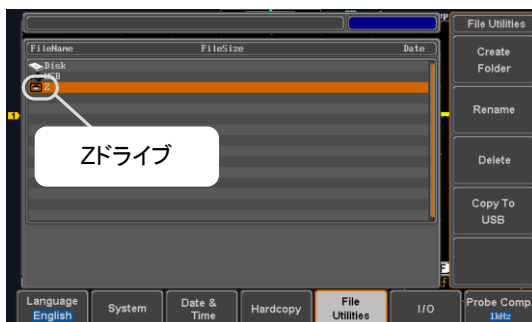 File Utilities
FileName FileSize Date
Disk
USB
Z
Zドライブ
1
Create
Folder
Rename
Delete
Copy To
USB
Language
English
System
Date &
Time
Hardcopy
File
Utilities
I/O
Probe Comp.
1kHz